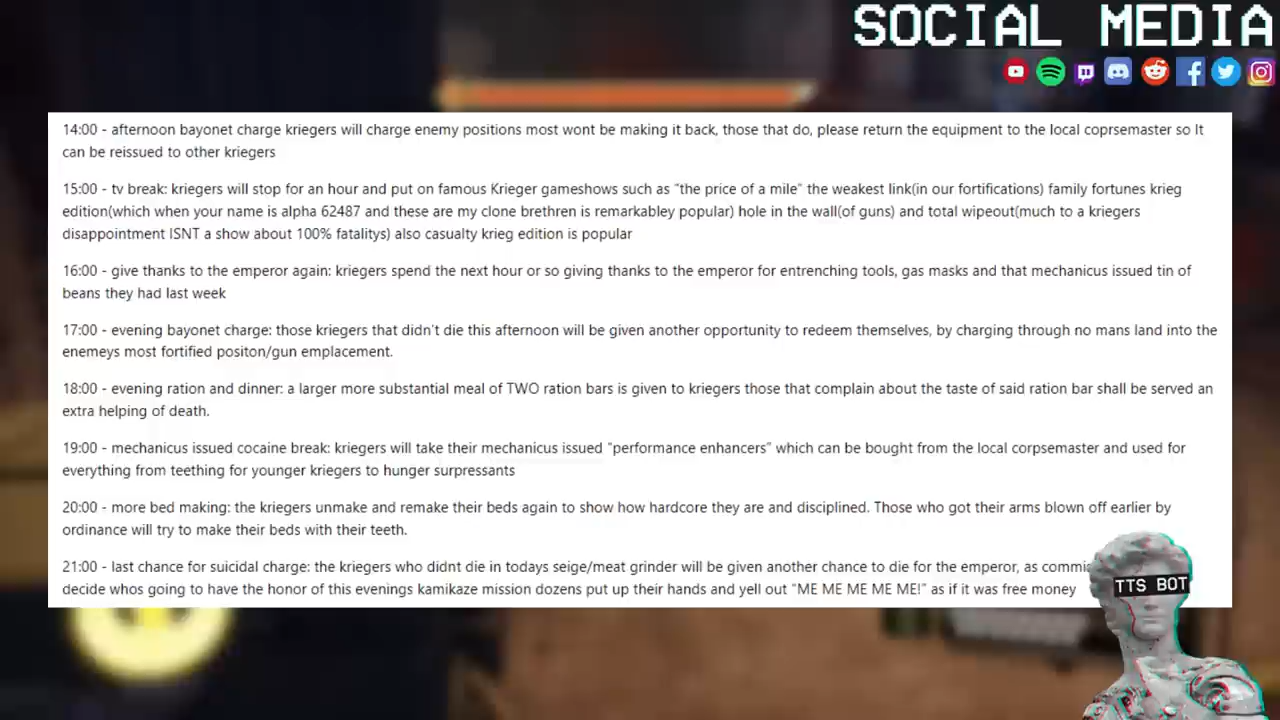 SOCIAL MEDIA
14:00 - afternoon bayonet charge kriegers will charge enemy positions most wont be making it back, those that do, please return the equipment to the local coprsemaster so It
can be reissued to other kriegers
15:00 - tv break: kriegers will stop for an hour and put on famous Krieger gameshows such as "the price of a mile" the weakest link(in our fortifications) family fortunes krieg
edition(which when your name is alpha 62487 and these are my clone brethren is remarkabley popular) hole in the wall(of guns) and total wipeout(much to a kriegers
disappointment ISNT a show about 100% fatalitys) also casualty krieg edition is popular
16:00 - give thanks to the emperor again: kriegers spend the next hour or so giving thanks to the emperor for entrenching tools, gas masks and that mechanicus issued tin of
beans they had last week
17:00 - evening bayonet charge: those kriegers that didn't die this afternoon will be given another opportunity to redeem themselves, by charging through no mans land into the
enemeys most fortified positon/gun emplacement.
18:00 - evening ration and dinner: a larger more substantial meal of TWO ration bars is given to kriegers those that complain about the taste of said ration bar shall be served an
extra helping of death.
19:00 - mechanicus issued cocaine break: kriegers will take their mechanicus issued "performance enhancers" which can be bought from the local corpsemaster and used for
everything from teething for younger kriegers to hunger surpressants
20:00 - more bed making: the kriegers unmake and remake their beds again to show how hardcore they are and disciplined. Those who got their arms blown off earlier by
ordinance will try to make their beds with their teeth.
21:00 - last chance for suicidal charge: the kriegers who didnt die in todays seige/meat grinder will be given another chance to die for the emperor, as
decide whos going to have the honor of this evenings kamikaze mission dozens put up their hands and yell out "ME ME ME ME ME!" as if it was free money
TTS BOT